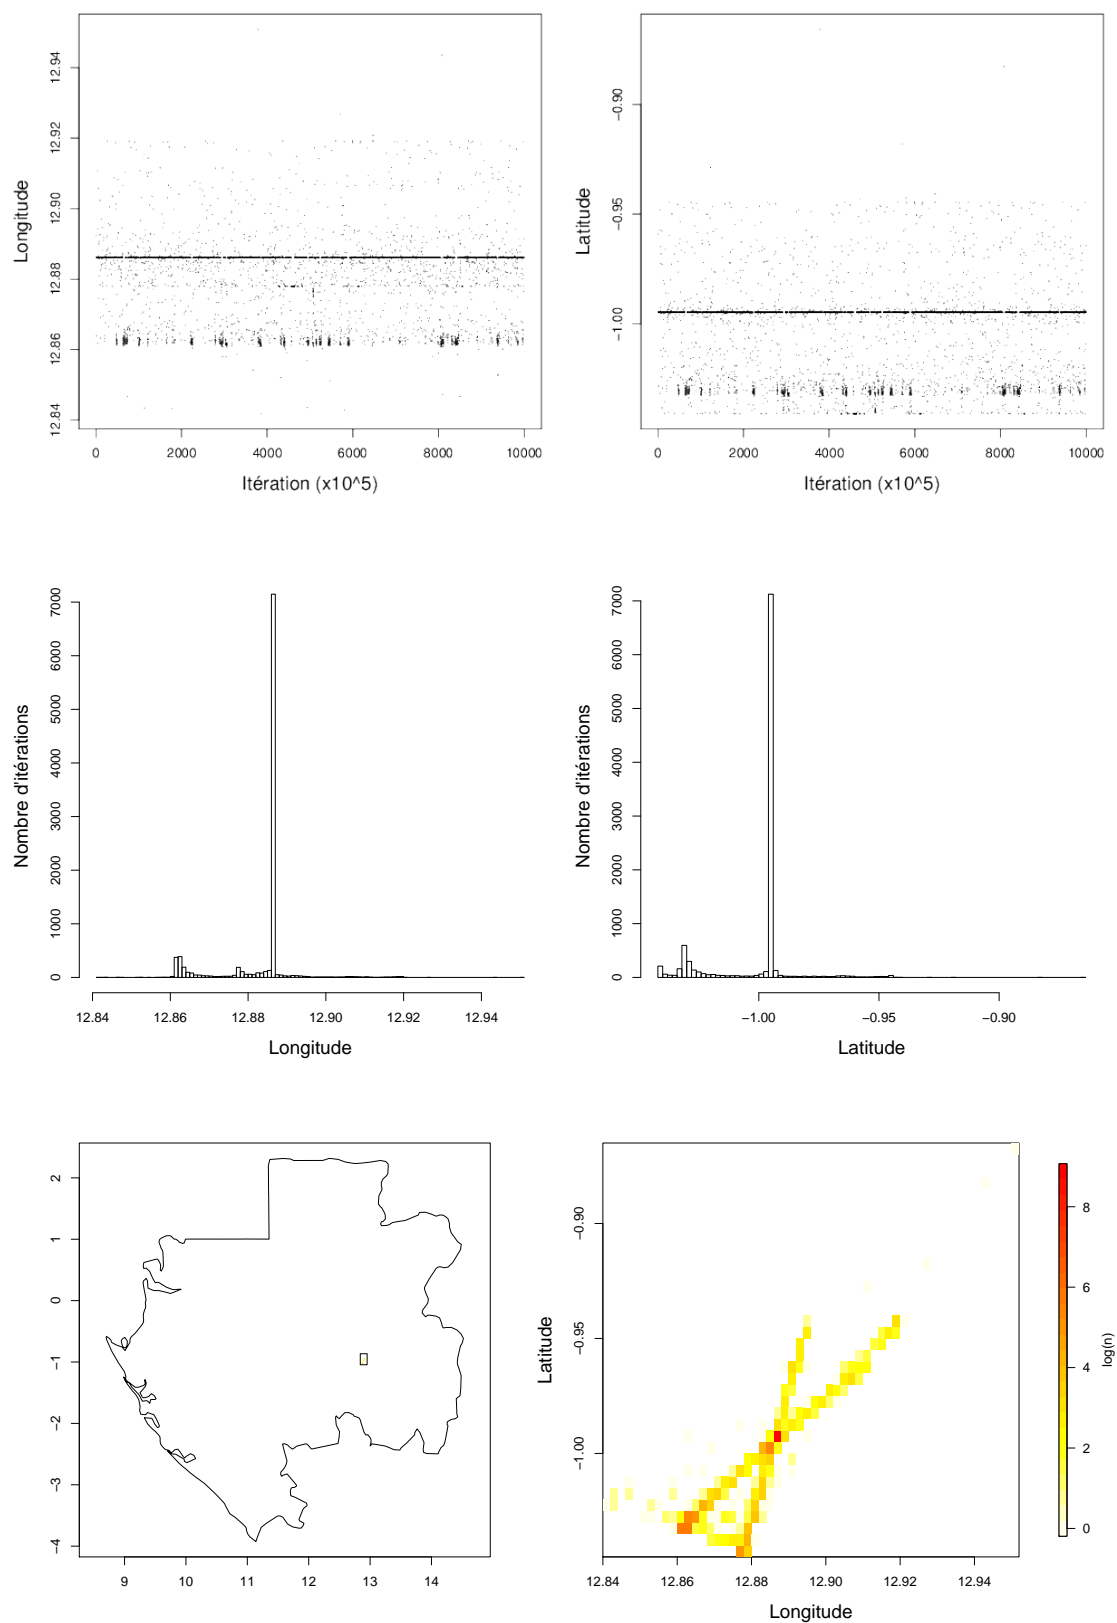 12.94
12.92
12.90
12.88
12.86
12.84
Longitude
0 2000 4000 6000 8000 10000
Itération (x10^5)
−0.90
−0.95
−1.00
Latitude
0 2000 4000 6000 8000 10000
Itération (x10^5)
7000
6000
5000
4000
3000
2000
1000
0
Nombre d'itérations
12.84 12.86 12.88 12.90 12.92 12.94
Longitude
7000
6000
5000
4000
3000
2000
1000
0
Nombre d'itérations
−1.00 −0.95 −0.90
Latitude
2
1
0
−1
−2
−3
−4
9 10 11 12 13 14
−0.90
−0.95
−1.00
Latitude
12.84 12.86 12.88 12.90 12.92 12.94
Longitude
8
6
4
2
0
log(n)